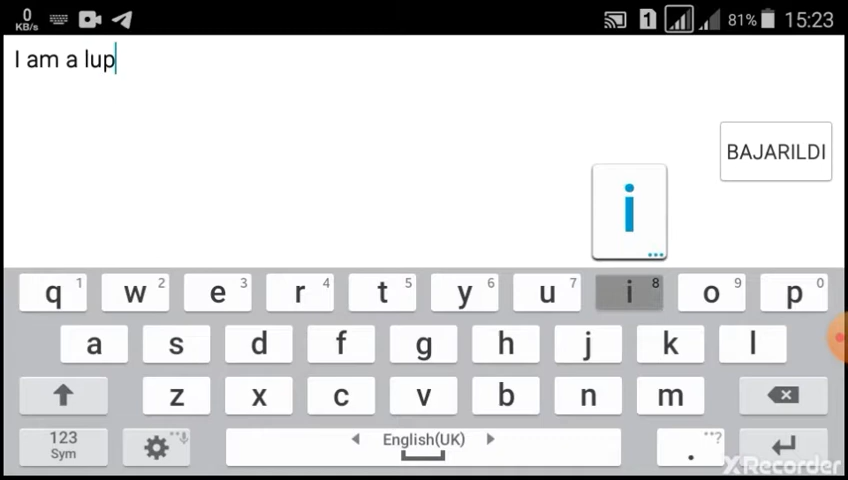 0
KB/s
1
81%
15:23
I am a lup
BAJARILDI
i
q 1 w 2 e 3 r 4 t 5 y 6 u 7 i 8 o 9 p 0
a s d f g h j k l
z x c v b n m
123
Sym
English(UK)
. ?
XRecorder